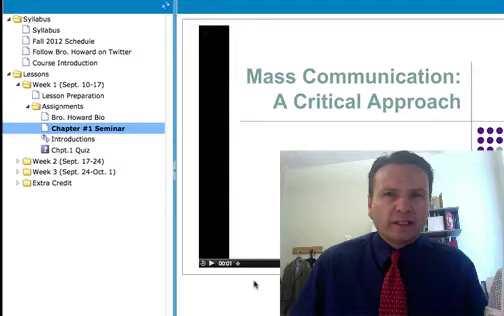 Syllabus
Syllabus
Fall 2012 Schedule
Follow Bro. Howard on Twitter
Course Introduction
Lessons
Week 1 (Sept. 10-17)
Lesson Preparation
Assignments
Bro. Howard Bio
Chapter #1 Seminar
Introductions
Chpt.1 Quiz
Week 2 (Sept. 17-24)
Week 3 (Sept. 24-Oct. 1)
Extra Credit
Mass Communication:
A Critical Approach
00:01